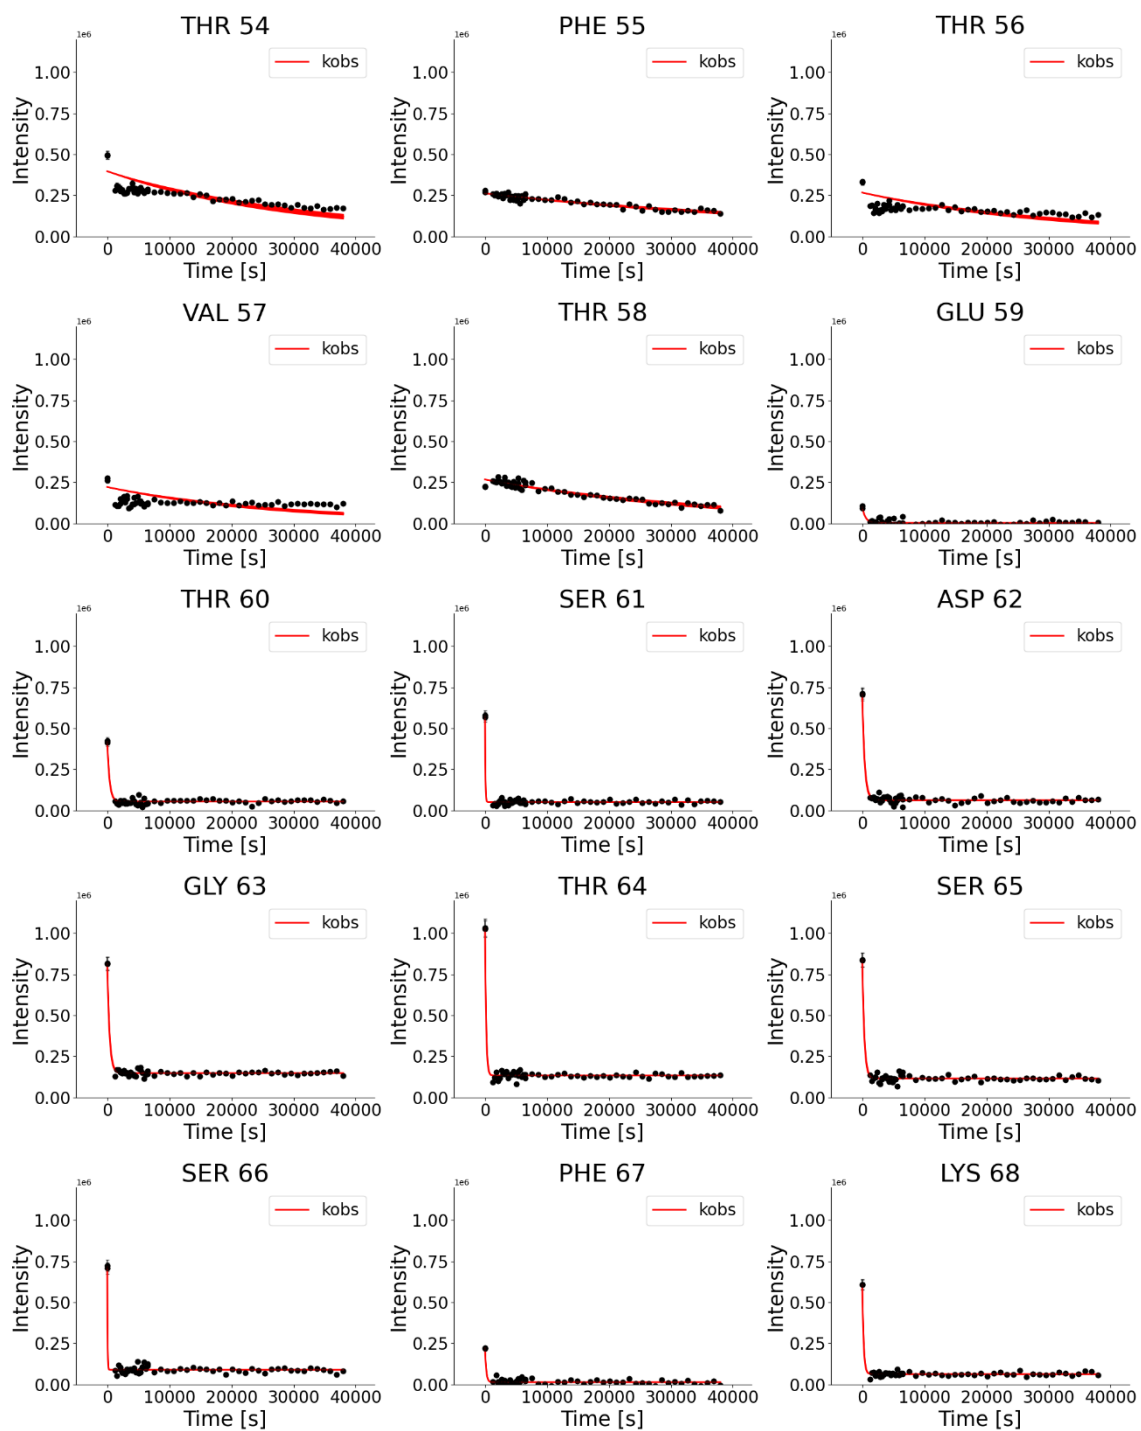 THR 54 PHE 55 THR 56
1e6 1e6 1e6
kobs kobs kobs
1.00 1.00 1.00
0.75 0.75 0.75
0.50 0.50 0.50
0.25 0.25 0.25
0.00 0.00 0.00
Intensity Intensity Intensity
0 10000 20000 30000 40000 0 10000 20000 30000 40000 0 10000 20000 30000 40000
Time [s] Time [s] Time [s]
VAL 57 THR 58 GLU 59
1e6 1e6 1e6
kobs kobs kobs
1.00 1.00 1.00
0.75 0.75 0.75
0.50 0.50 0.50
0.25 0.25 0.25
0.00 0.00 0.00
Intensity Intensity Intensity
0 10000 20000 30000 40000 0 10000 20000 30000 40000 0 10000 20000 30000 40000
Time [s] Time [s] Time [s]
THR 60 SER 61 ASP 62
1e6 1e6 1e6
kobs kobs kobs
1.00 1.00 1.00
0.75 0.75 0.75
0.50 0.50 0.50
0.25 0.25 0.25
0.00 0.00 0.00
Intensity Intensity Intensity
0 10000 20000 30000 40000 0 10000 20000 30000 40000 0 10000 20000 30000 40000
Time [s] Time [s] Time [s]
GLY 63 THR 64 SER 65
1e6 1e6 1e6
kobs kobs kobs
1.00 1.00 1.00
0.75 0.75 0.75
0.50 0.50 0.50
0.25 0.25 0.25
0.00 0.00 0.00
Intensity Intensity Intensity
0 10000 20000 30000 40000 0 10000 20000 30000 40000 0 10000 20000 30000 40000
Time [s] Time [s] Time [s]
SER 66 PHE 67 LYS 68
1e6 1e6 1e6
kobs kobs kobs
1.00 1.00 1.00
0.75 0.75 0.75
0.50 0.50 0.50
0.25 0.25 0.25
0.00 0.00 0.00
Intensity Intensity Intensity
0 10000 20000 30000 40000 0 10000 20000 30000 40000 0 10000 20000 30000 40000
Time [s] Time [s] Time [s]